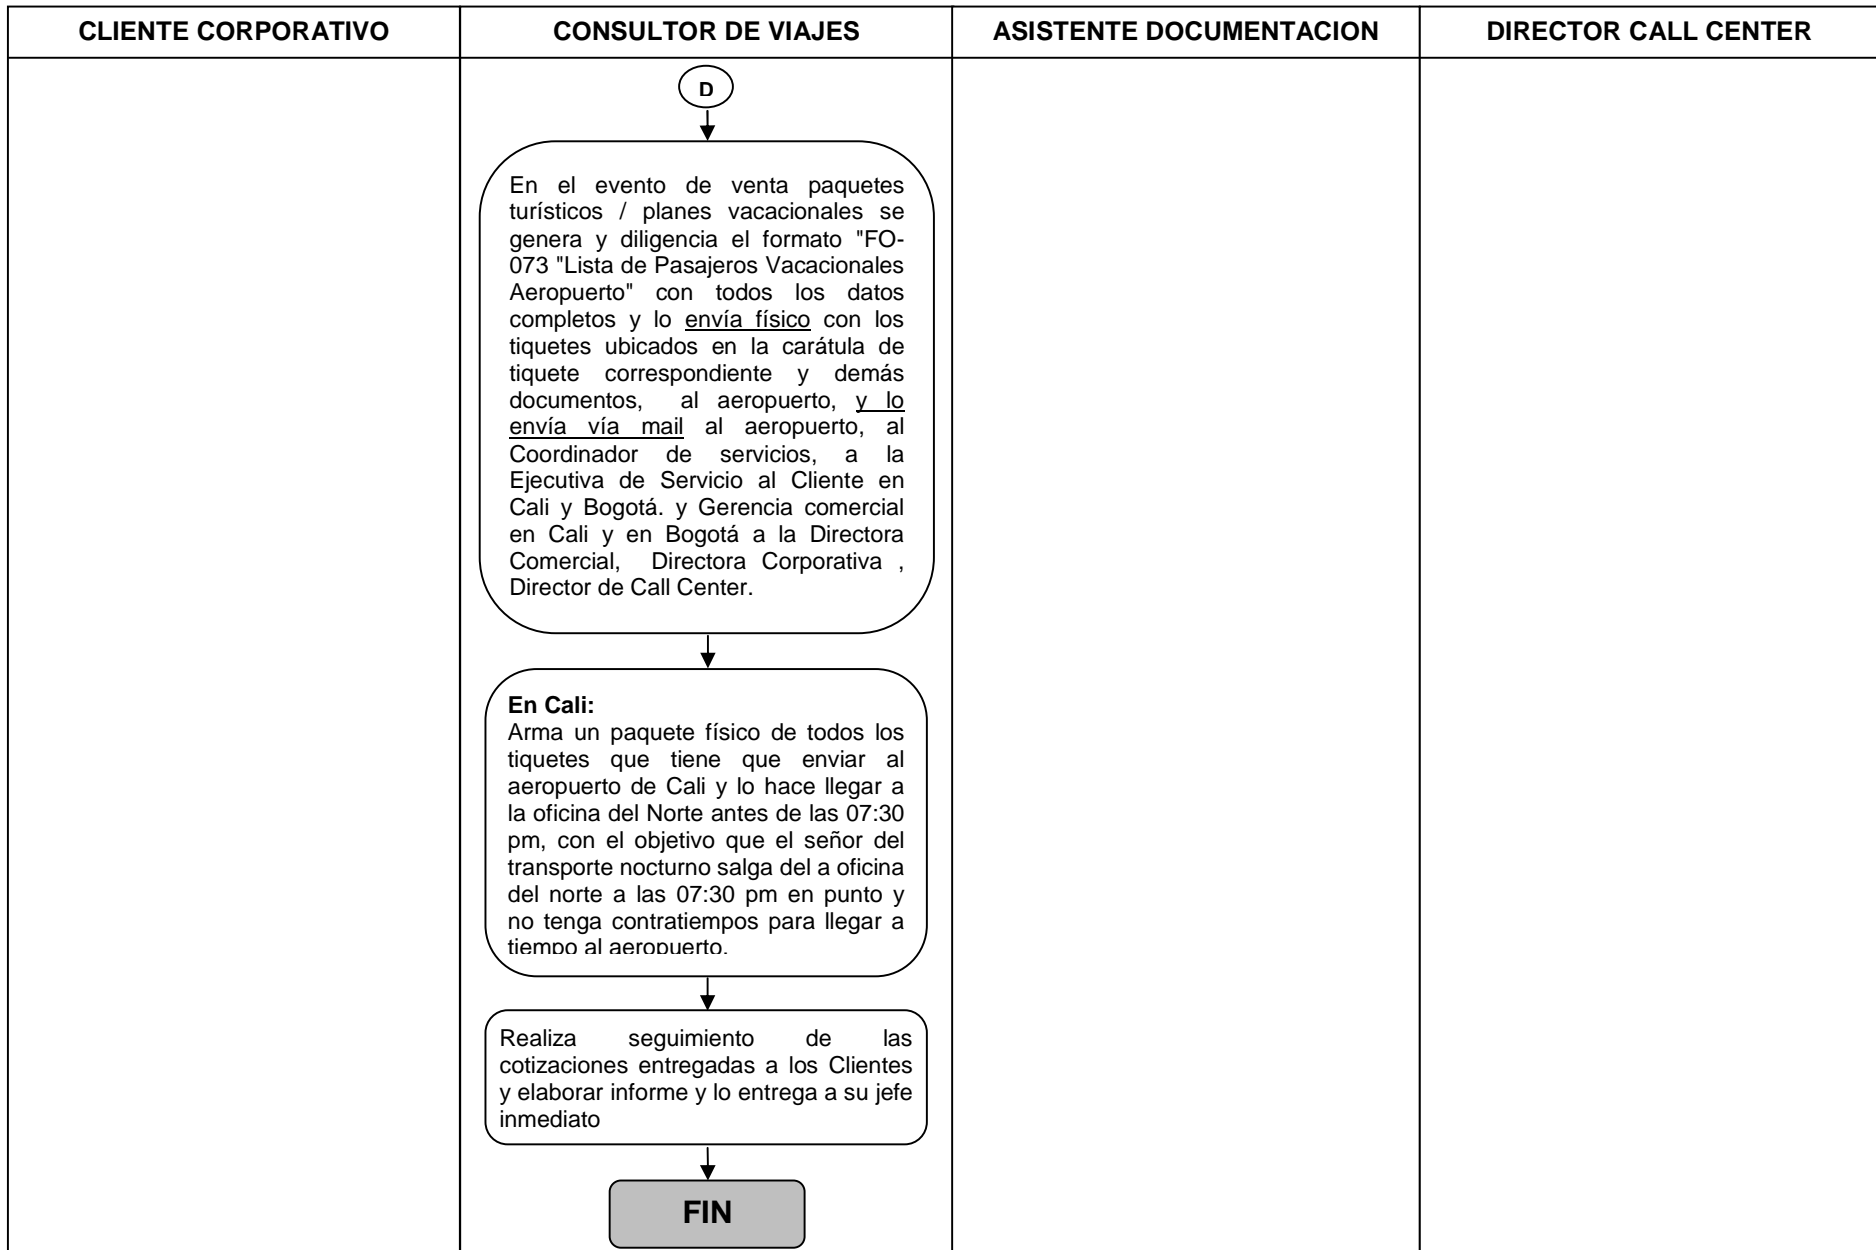 CLIENTE CORPORATIVO
CONSULTOR DE VIAJES
ASISTENTE DOCUMENTACION
DIRECTOR CALL CENTER
D
En el evento de venta paquetes
turísticos / planes vacacionales se
genera y diligencia el formato "FO-
073 "Lista de Pasajeros Vacacionales
Aeropuerto" con todos los datos
completos y lo envía físico con los
tiquetes ubicados en la carátula de
tiquete correspondiente y demás
documentos, al aeropuerto, y lo
envía vía mail al aeropuerto, al
Coordinador de servicios, a la
Ejecutiva de Servicio al Cliente en
Cali y Bogotá. y Gerencia comercial
en Cali y en Bogotá a la Directora
Comercial, Directora Corporativa ,
Director de Call Center.
En Cali:
Arma un paquete físico de todos los
tiquetes que tiene que enviar al
aeropuerto de Cali y lo hace llegar a
la oficina del Norte antes de las 07:30
pm, con el objetivo que el señor del
transporte nocturno salga del a oficina
del norte a las 07:30 pm en punto y
no tenga contratiempos para llegar a
tiempo al aeropuerto.
Realiza seguimiento de las
cotizaciones entregadas a los Clientes
y elaborar informe y lo entrega a su jefe
inmediato
FIN